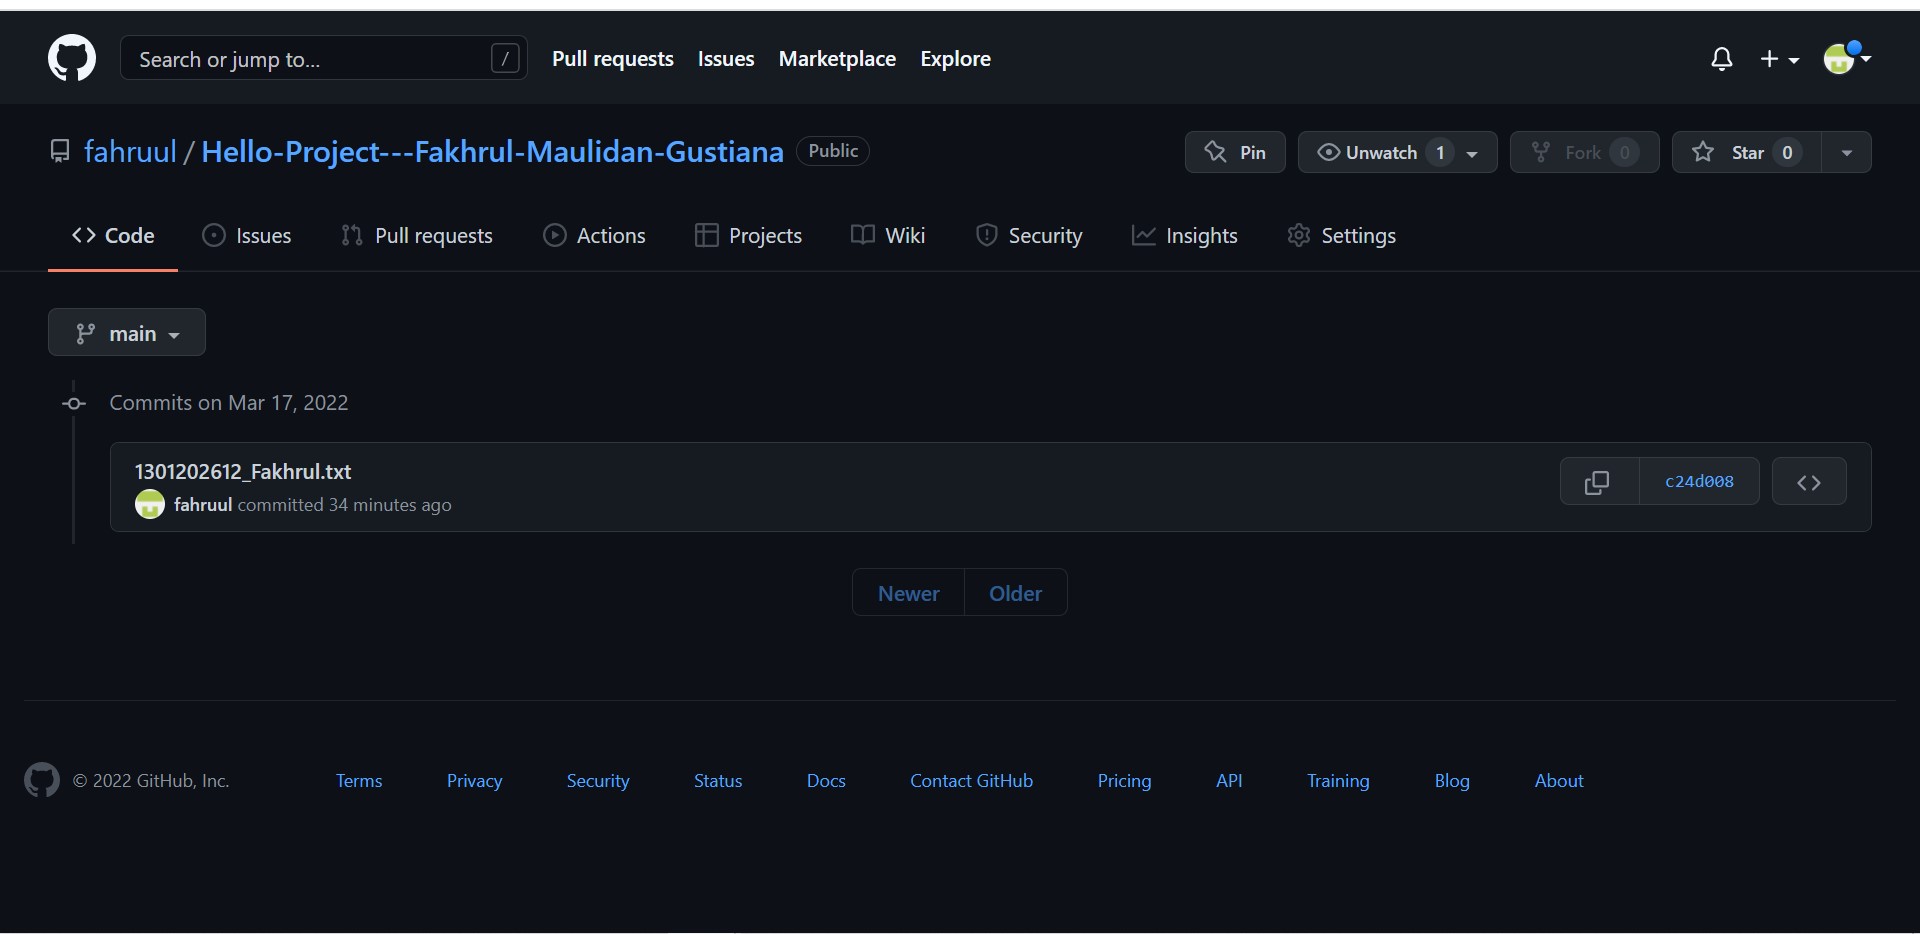 Search or jump to... / Pull requests Issues Marketplace Explore
fahruul / Hello-Project---Fakhrul-Maulidan-Gustiana Public Pin Unwatch 1 Fork 0 Star 0
Code Issues Pull requests Actions Projects Wiki Security Insights Settings
main
Commits on Mar 17, 2022
1301202612_Fakhrul.txt
fahruul committed 34 minutes ago
c24d008
Newer Older
© 2022 GitHub, Inc. Terms Privacy Security Status Docs Contact GitHub Pricing API Training Blog About